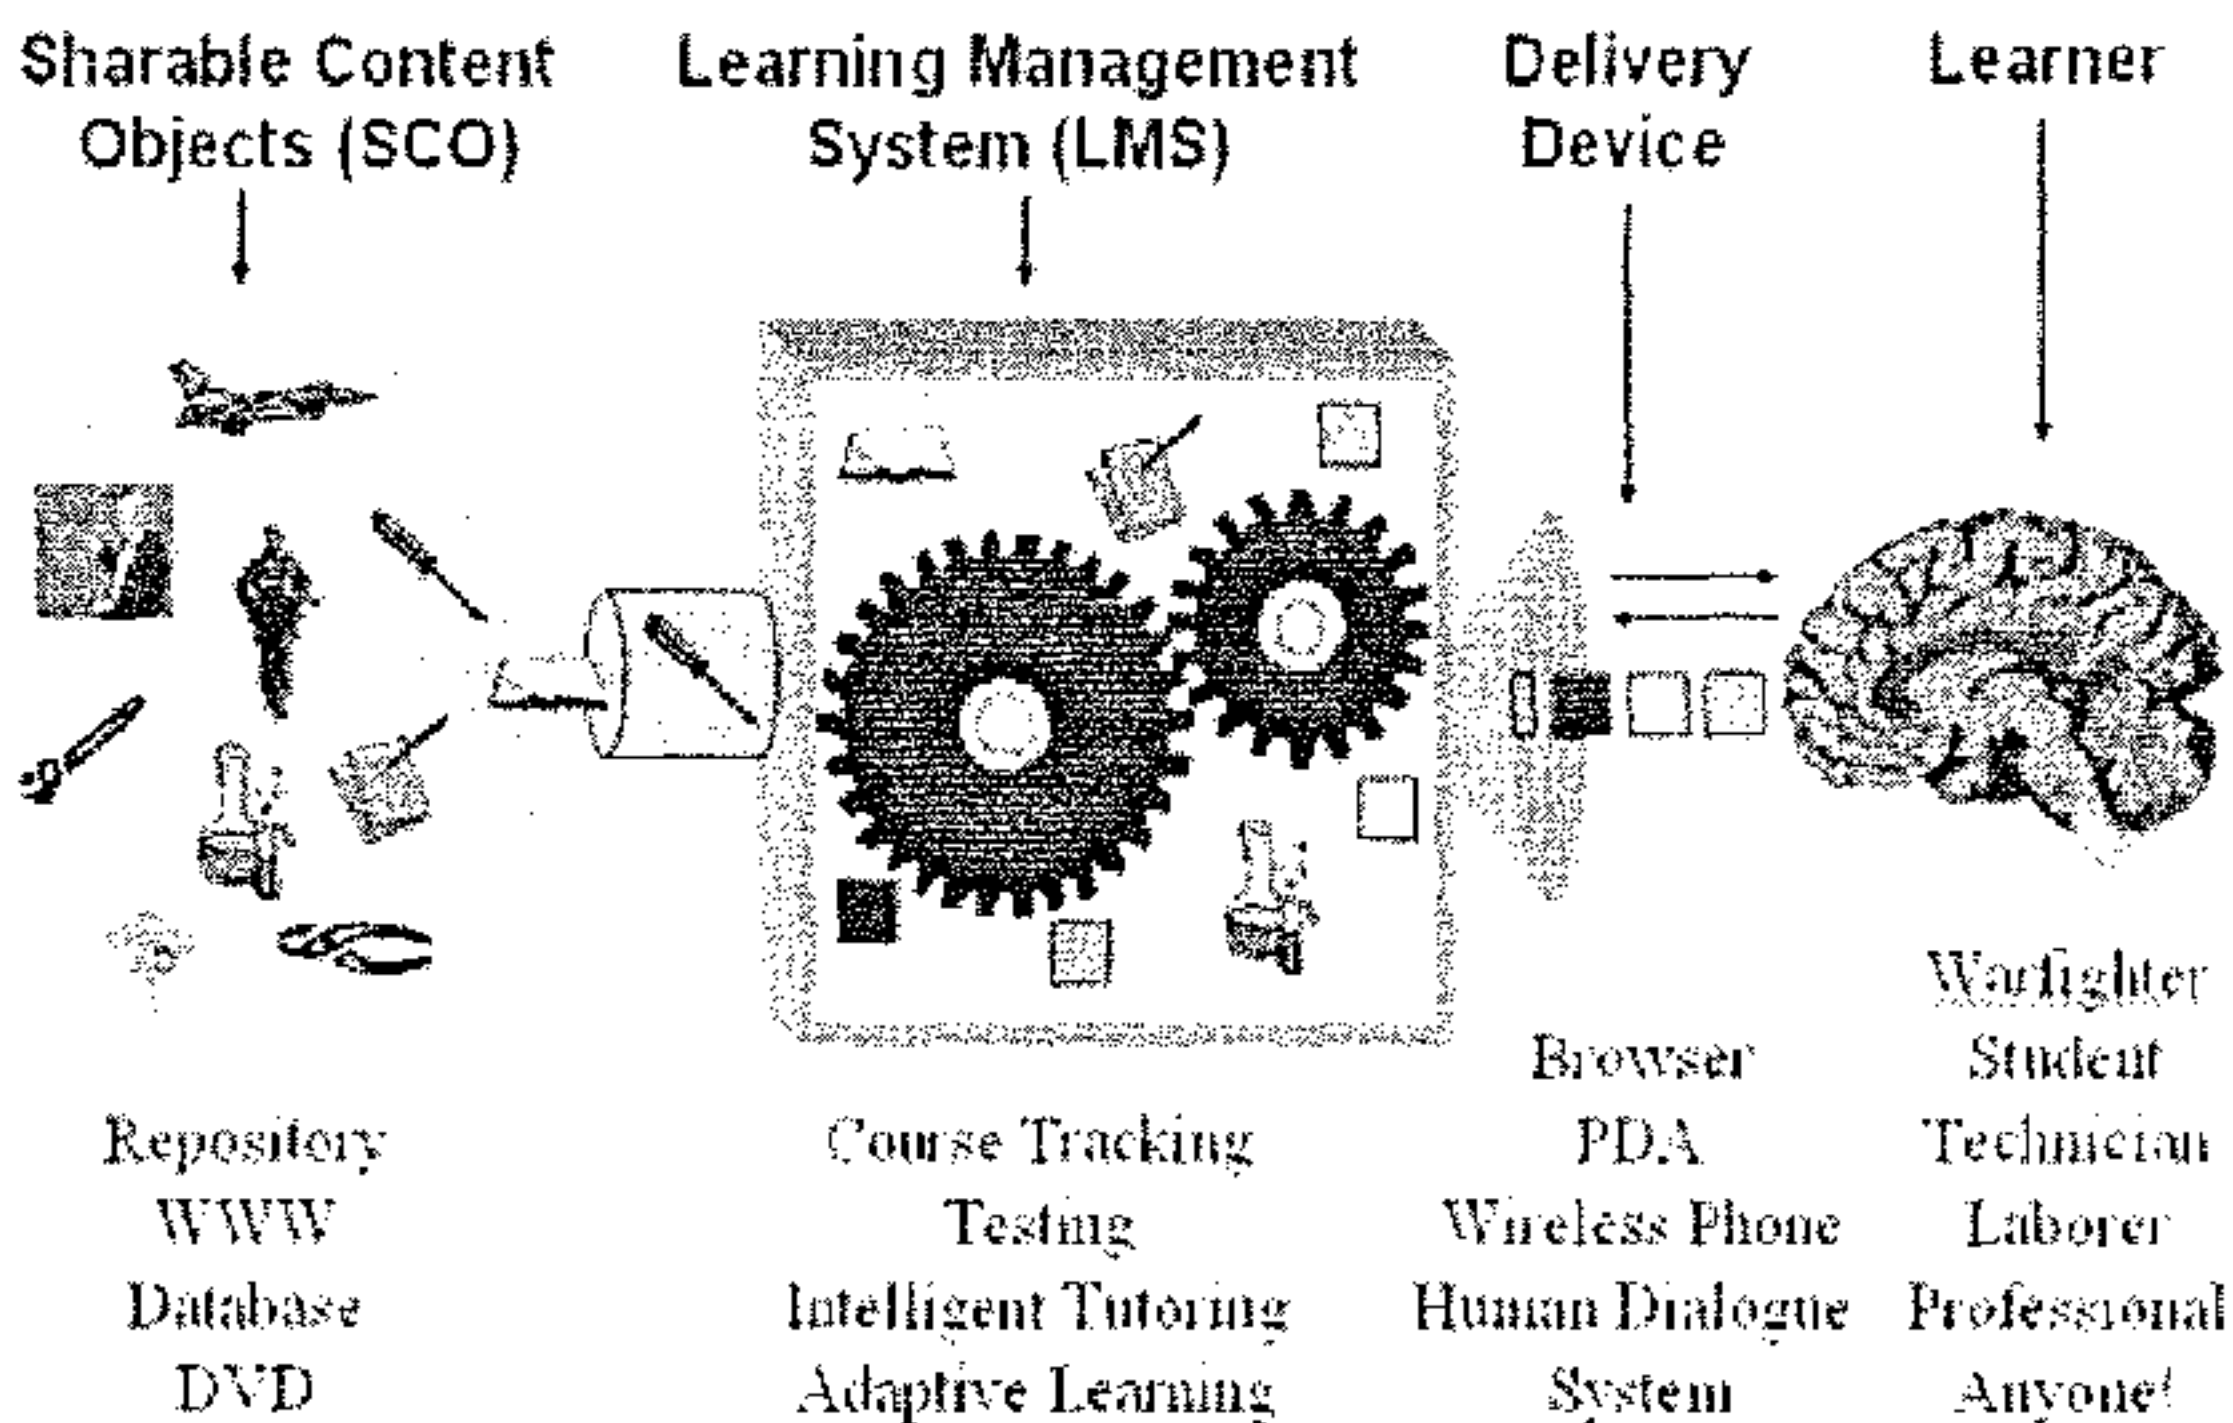 Sharable Content
Objects (SCO)
Learning Management
System (LMS)
Delivery
Device
Learner
Repository
WWW
Database
DVD
Course Tracking
Testing
Intelligent Tutoring
Adaptive Learning
Browser
PDA
Wireless Phone
Human Dialogue
System
Warfighter
Student
Technician
Laborer
Professional
Anyone!